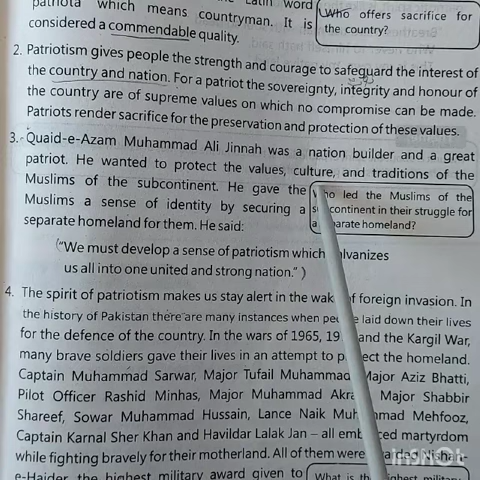 Latin word
patriota which means countryman. It is
considered a commendable quality.
Who offers sacrifice for
the country?
2. Patriotism gives people the strength and courage to safeguard the interest of
the country and nation. For a patriot the sovereignty, integrity and honour of
the country are of supreme values on which no compromise can be made.
Patriots render sacrifice for the preservation and protection of these values.
3. Quaid-e-Azam Muhammad Ali Jinnah was a nation builder and a great
patriot. He wanted to protect the values, culture, and traditions of the
Muslims of the subcontinent. He gave the
Muslims a sense of identity by securing a
separate homeland for them. He said:
led the Muslims of the
continent in their struggle for
homeland?
("We must develop a sense of patriotism which
us all into one united and strong nation.")
4. The spirit of patriotism makes us stay alert in the of foreign invasion. In
the history of Pakistan there are many instances when laid down their lives
for the defence of the country. In the wars of 1965, and the Kargil War,
many brave soldiers gave their lives in an attempt to the homeland.
Captain Muhammad Sarwar, Major Tufail Muhammad, Major Aziz Bhatti,
Pilot Officer Rashid Minhas, Major Muhammad Major Shabbir
Shareef, Sowar Muhammad Hussain, Lance Naik Mehfooz,
Captain Karnal Sher Khan and Havildar Lalak Jan – all martyrdom
while fighting bravely for their motherland. All of them were Nishan-
e-Haider, the highest military award given to
What is
military
InShot